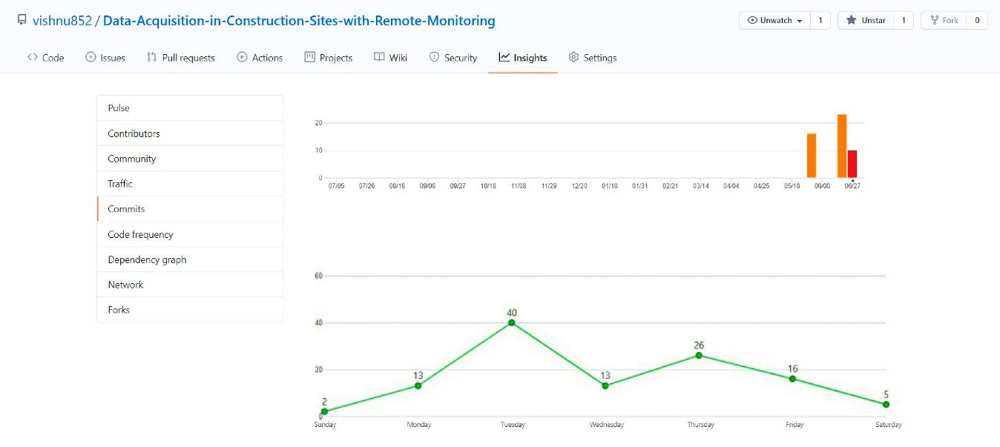 vishnu852 / Data-Acquisition-in-Construction-Sites-with-Remote-Monitoring
Unwatch 1 Unstar 1 Fork 0
Code Issues Pull requests Actions Projects Wiki Security Insights Settings
Pulse
Contributors
Community
Traffic
Commits
Code frequency
Dependency graph
Network
Forks
20
10
0
07/05 07/26 08/16 09/06 09/27 10/18 11/08 11/29 12/20 01/10 01/31 02/21 03/14 04/04 04/25 05/16 06/06 06/27
60
40
20
0
2 13 40 13 26 16 5
Sunday Monday Tuesday Wednesday Thursday Friday Saturday